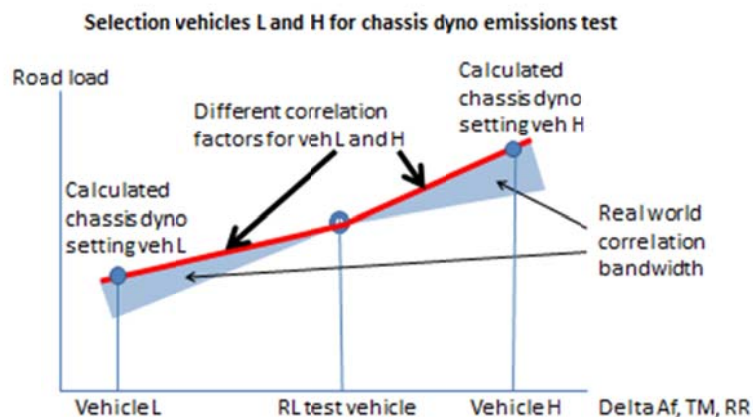 Selection vehicles L and H for chassis dyno emissions test
Road load
Different correlation
factors for veh L and H
Calculated
chassis dyno
setting veh H
Calculated
chassis dyno
setting veh L
Real world
correlation
bandwidth
Vehicle L
RL test vehicle
Vehicle H
Delta Af, TM, RR